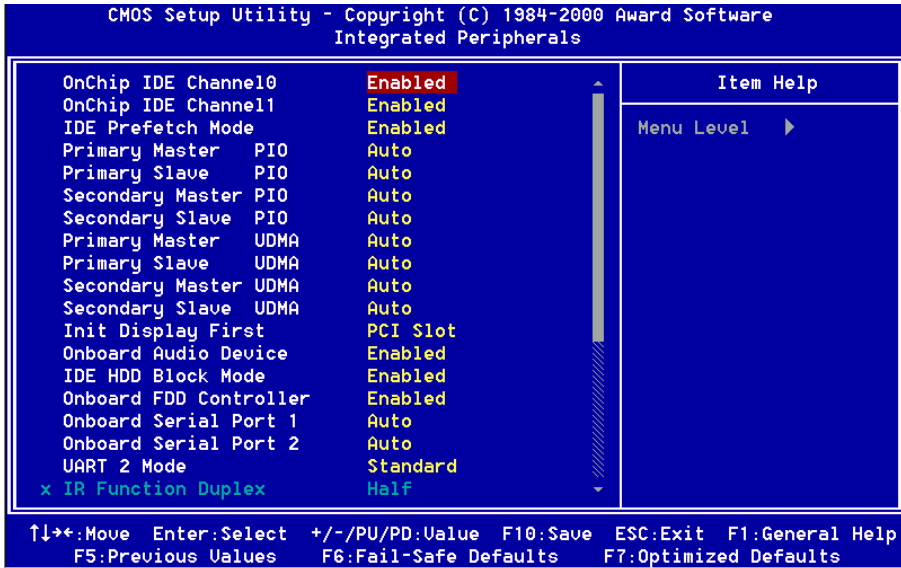 CMOS Setup Utility - Copyright (C) 1984-2000 Award Software
Integrated Peripherals
OnChip IDE Channel0 Enabled
OnChip IDE Channel1 Enabled
IDE Prefetch Mode Enabled
Primary Master PIO Auto
Primary Slave PIO Auto
Secondary Master PIO Auto
Secondary Slave PIO Auto
Primary Master UDMA Auto
Primary Slave UDMA Auto
Secondary Master UDMA Auto
Secondary Slave UDMA Auto
Init Display First PCI Slot
Onboard Audio Device Enabled
IDE HDD Block Mode Enabled
Onboard FDD Controller Enabled
Onboard Serial Port 1 Auto
Onboard Serial Port 2 Auto
UART 2 Mode Standard
x IR Function Duplex Half
Item Help
Menu Level ▶
↑↓→←:Move Enter:Select +/-/PU/PD:Value F10:Save ESC:Exit F1:General Help
F5:Previous Values F6:Fail-Safe Defaults F7:Optimized Defaults